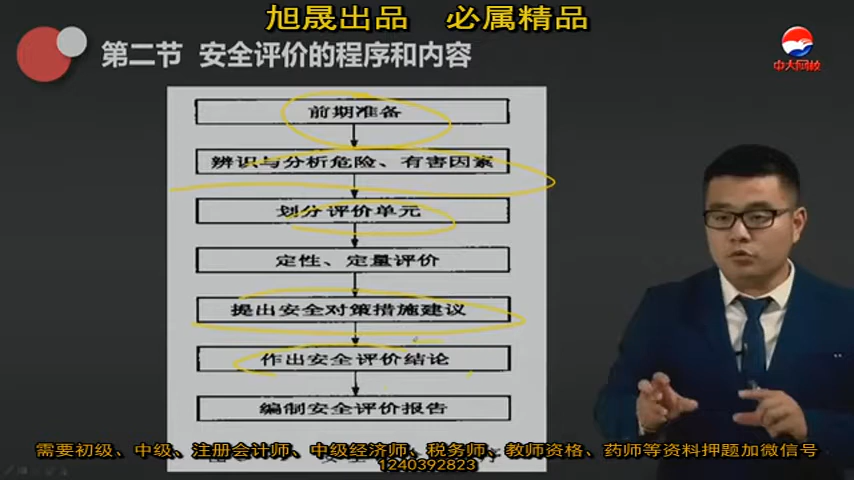 旭晟出品 必属精品
第二节 安全评价的程序和内容
中大网校
前期准备
辨识与分析危险、有害因素
划分评价单元
定性、定量评价
提出安全对策措施建议
作出安全评价结论
编制安全评价报告
需要初级、中级、注册会计师、中级经济师、税务师、教师资格、药师等资料押题加微信号
1240392823